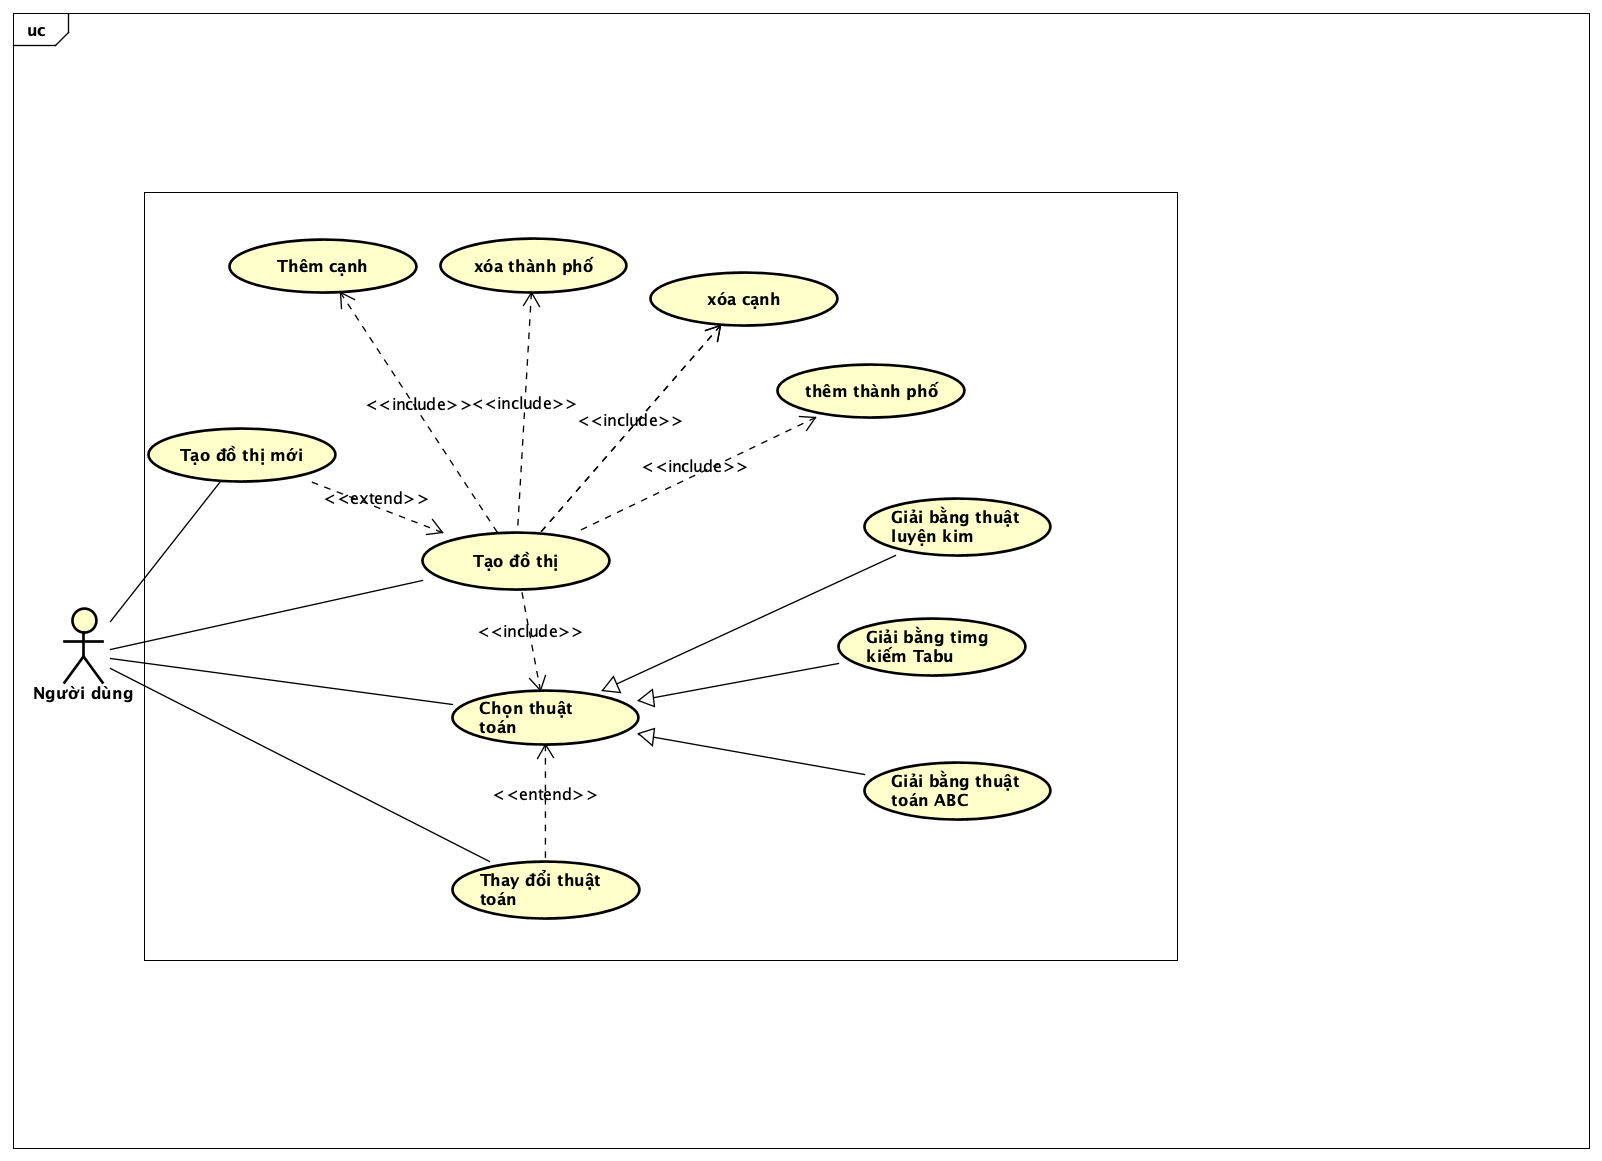 uc
Thêm cạnh
xóa thành phố
xóa cạnh
thêm thành phố
<<include>>
<<include>>
<<include>>
<<include>>
Tạo đồ thị mới
<<extend>>
Tạo đồ thị
Giải bằng thuật
luyện kim
<<include>>
Giải bằng timg
kiếm Tabu
Người dùng
Chọn thuật
toán
Giải bằng thuật
toán ABC
<<entend>>
Thay đổi thuật
toán